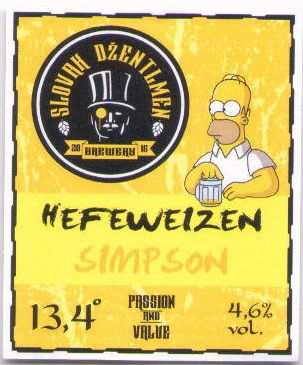 SLOVAK DŽENTLMEN
20 BREWERY 16
HEFEWEIZEN
SIMPSON
13,4°
PASSION
AND
VALUE
4,6%
vol.